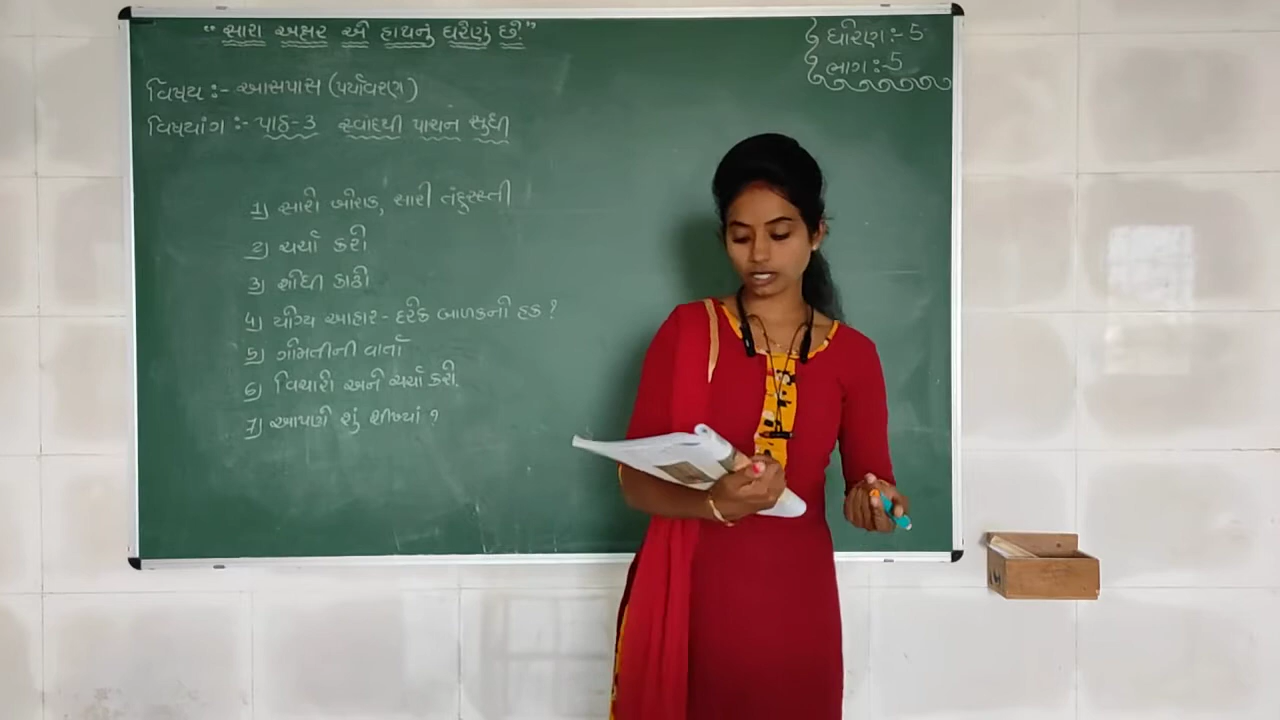 “ સારા અક્ષર એ હાથનું ઘરેણું છે.”
ધોરણ :- 5
ભાગ :- 5
વિષય :- આસપાસ (પર્યાવરણ)
વિષયાંગ :- પાઠ-૩ સ્વાદથી પાચન સુધી
1) સારો ખોરાક, સારી તંદુરસ્તી
2) ચર્ચા કરો
3) શોધી કાઢો
4) યોગ્ય આહાર - દરેક બાળકનો હક ?
5) ગોમતીની વાર્તા
6) વિચારો અને ચર્ચા કરો.
7) આપણે શું શીખ્યાં ?